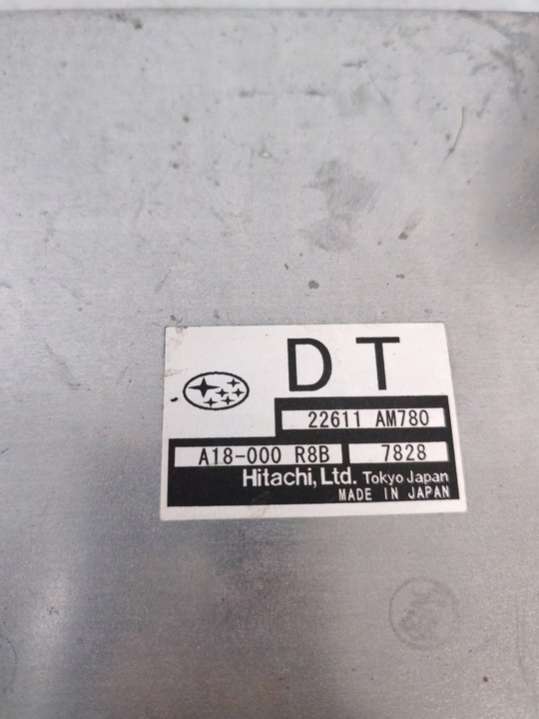 DT
22611 AM780
A18-000 R8B 7828
Hitachi, Ltd. Tokyo Japan
MADE IN JAPAN